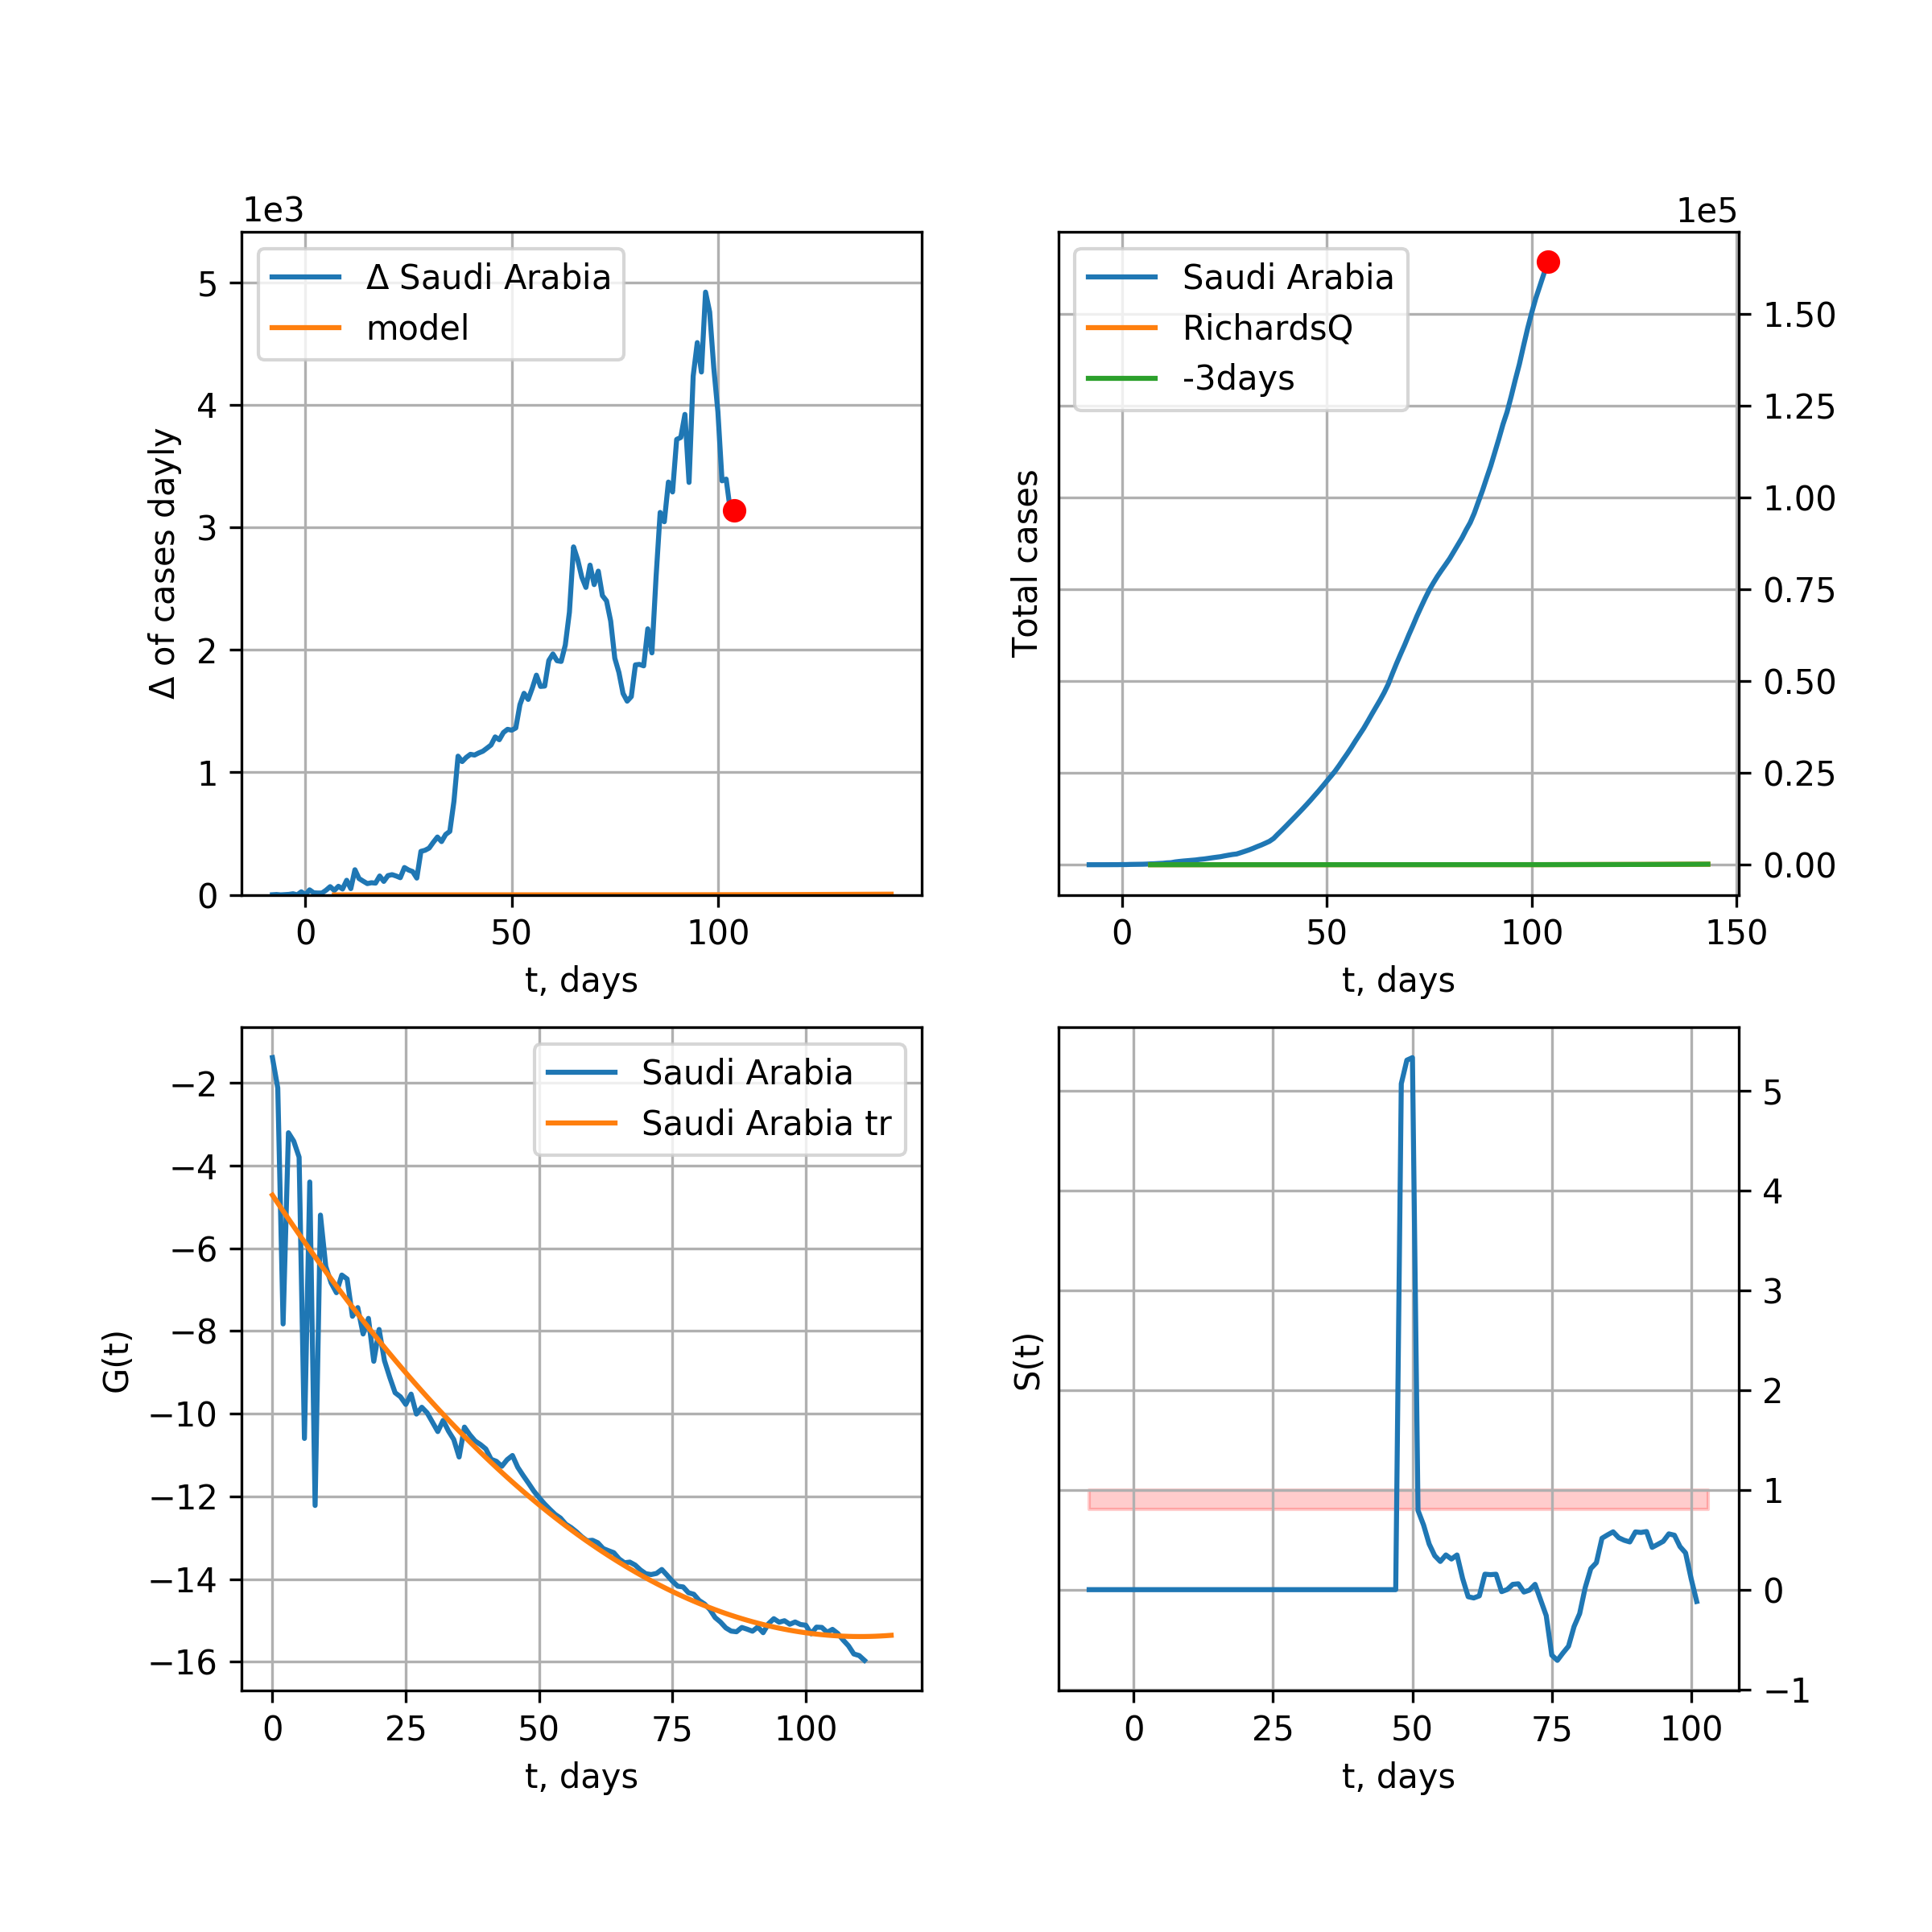 1e3
Δ Saudi Arabia
model
5
4
3
2
1
0
Δ of cases dayly
0 50 100
t, days
1e5
Saudi Arabia
RichardsQ
-3days
Total cases
1.50
1.25
1.00
0.75
0.50
0.25
0.00
0 50 100 150
t, days
Saudi Arabia
Saudi Arabia tr
−2
−4
−6
−8
−10
−12
−14
−16
G(t)
0 25 50 75 100
t, days
S(t)
5
4
3
2
1
0
−1
0 25 50 75 100
t, days